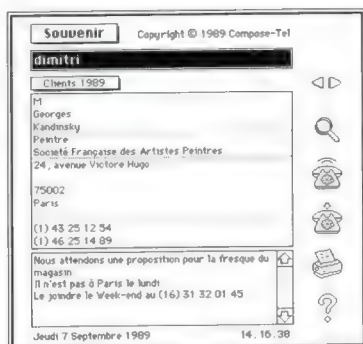 Souvenir
Copyright © 1989 Compose-Tel
dimitri
Clients 1989
M
Georges
Kandinsky
Peintre
Societé Française des Artistes Peintres
24, avenue Victore Hugo
75002
Paris
(1) 43 25 12 54
(1) 46 25 14 89
Nous attendons une proposition pour la fresque du
magasin
Il n'est pas à Paris le lundi
Le joindre le Week-end au (16) 31 32 01 45
Jeudi 7 Septembre 1989
14.16.38